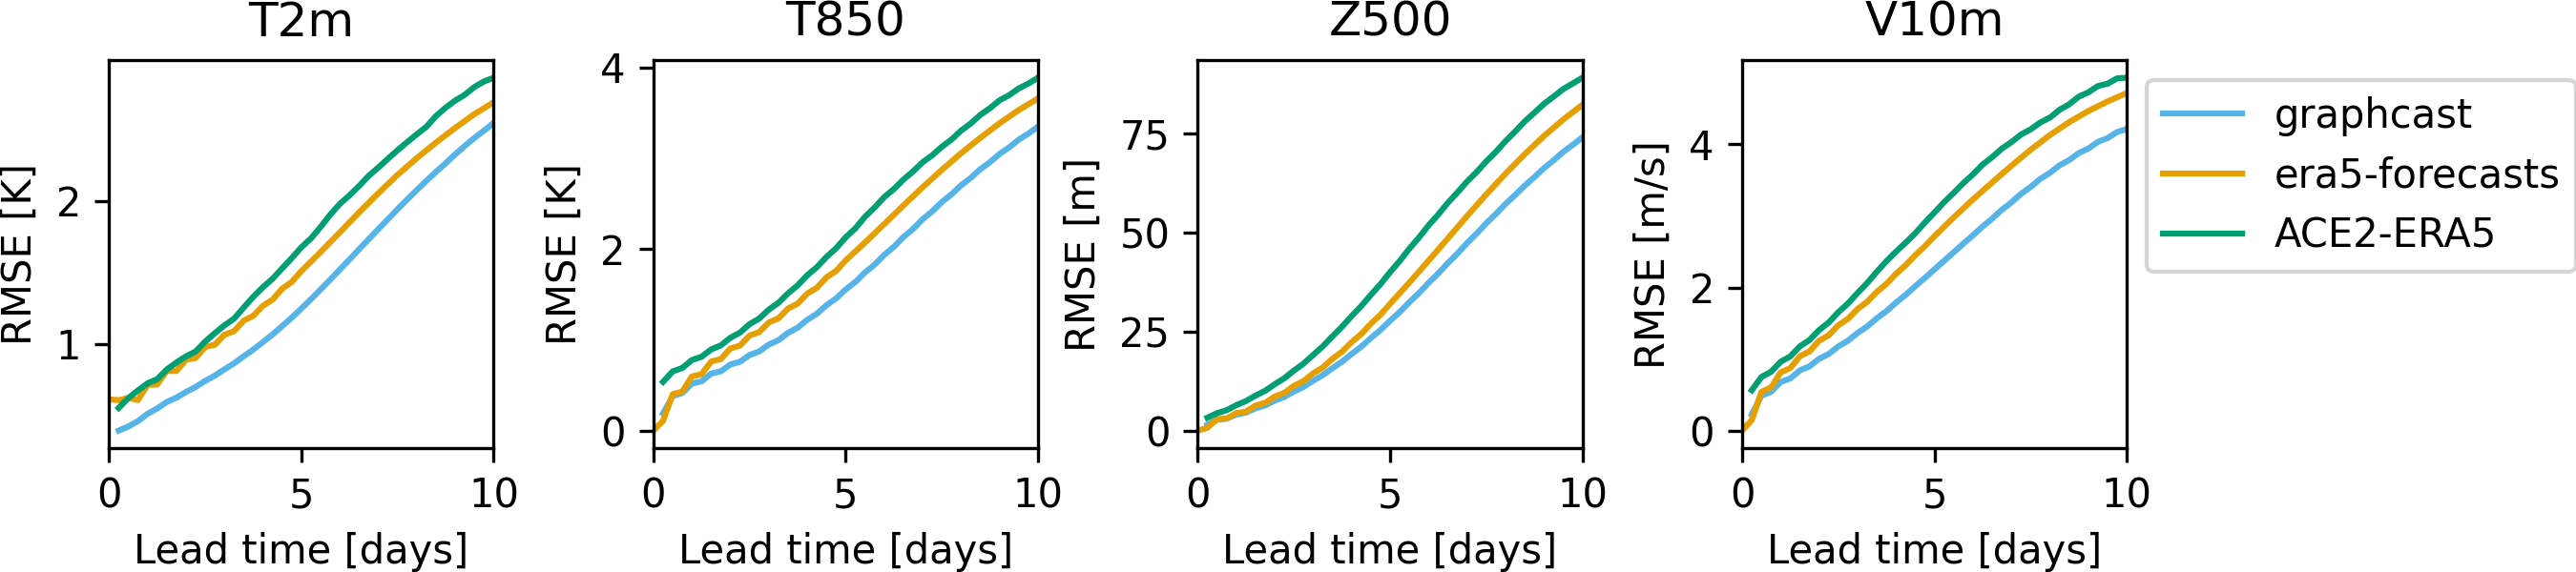 T2m
T850
Z500
V10m
RMSE [K]
2
1
0
5
10
Lead time [days]
RMSE [K]
4
2
0
0
5
10
Lead time [days]
RMSE [m]
75
50
25
0
0
5
10
Lead time [days]
RMSE [m/s]
4
2
0
0
5
10
Lead time [days]
graphcast
era5-forecasts
ACE2-ERA5